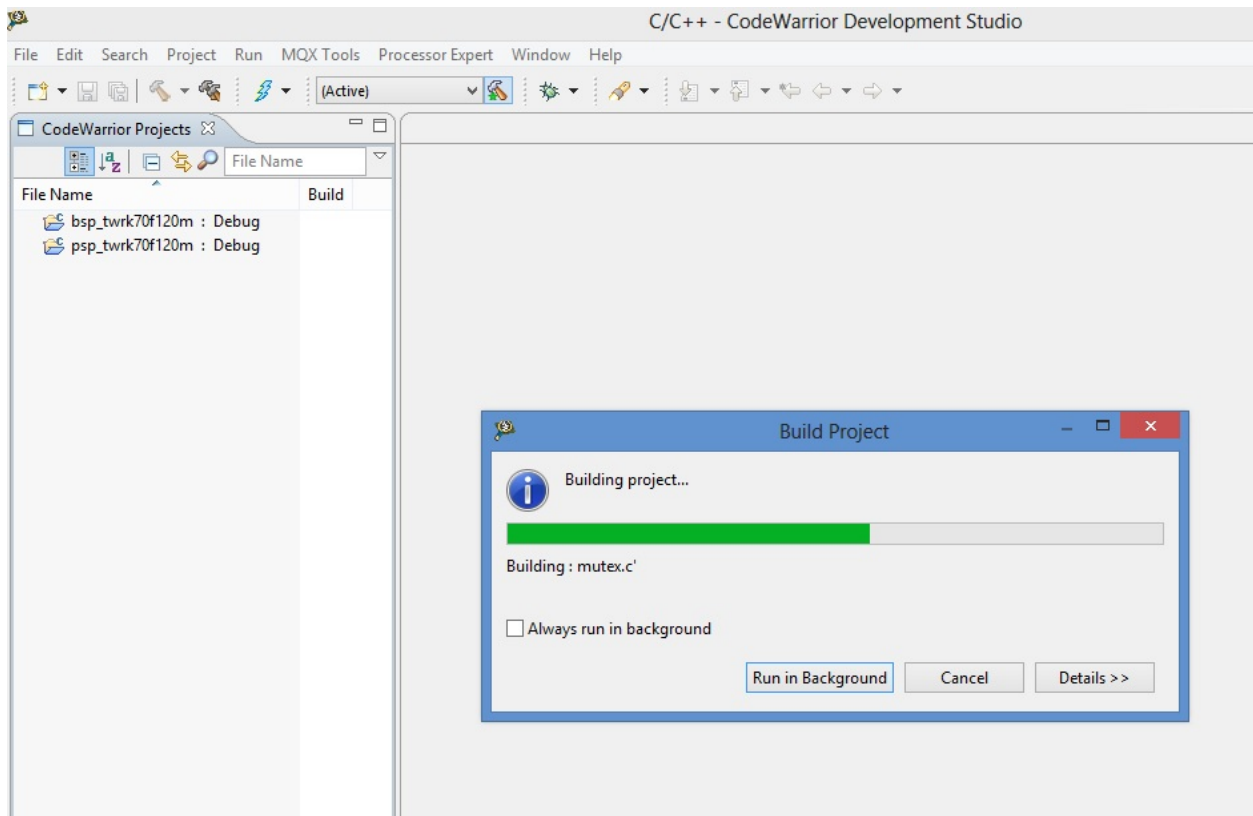 C/C++ - CodeWarrior Development Studio
File Edit Search Project Run MQX Tools Processor Expert Window Help
(Active)
CodeWarrior Projects
File Name
File Name Build
bsp_twrk70f120m : Debug
psp_twrk70f120m : Debug
Build Project
Building project...
Building : mutex.c'
Always run in background
Run in Background Cancel Details >>